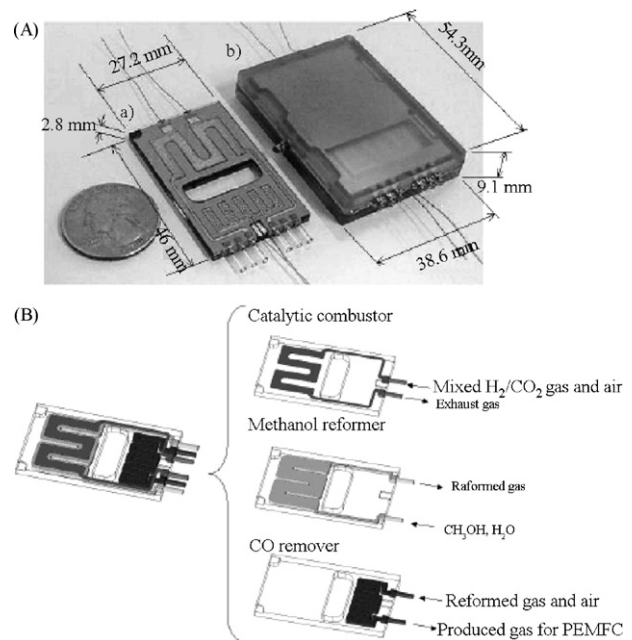 (A)
27.2 mm
b)
54.3mm
a)
2.8 mm
9.1 mm
46 mm
38.6 mm
(B)
Catalytic combustor
Mixed H₂/CO₂ gas and air
Exhaust gas
Methanol reformer
Raformed gas
CH₃OH, H₂O
CO remover
Reformed gas and air
Produced gas for PEMFC